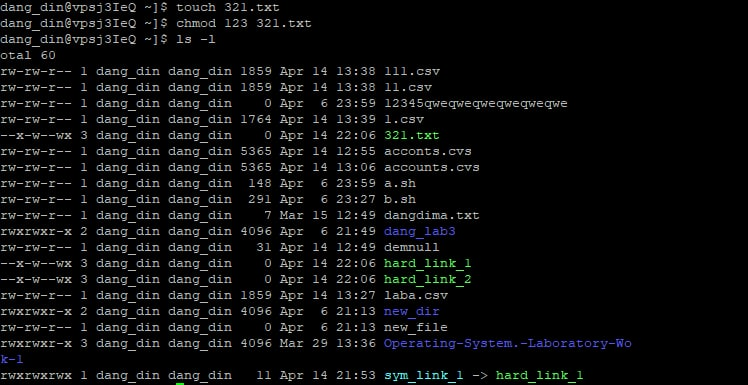 dang_din@vpsj3IeQ ~]$ touch 321.txt
dang_din@vpsj3IeQ ~]$ chmod 123 321.txt
dang_din@vpsj3IeQ ~]$ ls -l
otal 60
rw-rw-r-- 1 dang_din dang_din 1859 Apr 14 13:38 111.csv
rw-rw-r-- 1 dang_din dang_din 1859 Apr 14 13:38 11.csv
rw-rw-r-- 1 dang_din dang_din    0 Apr  6 23:59 12345qweqweqweqweqweqwe
rw-rw-r-- 1 dang_din dang_din 1764 Apr 14 13:39 1.csv
--x-w--wx 3 dang_din dang_din    0 Apr 14 22:06 321.txt
rw-rw-r-- 1 dang_din dang_din 5365 Apr 14 12:55 acconts.cvs
rw-rw-r-- 1 dang_din dang_din 5365 Apr 14 13:06 accounts.cvs
rw-rw-r-- 1 dang_din dang_din  148 Apr  6 23:59 a.sh
rw-rw-r-- 1 dang_din dang_din  291 Apr  6 23:27 b.sh
rw-rw-r-- 1 dang_din dang_din    7 Mar 15 12:49 dangdima.txt
rwxrwxr-x 2 dang_din dang_din 4096 Apr  6 21:49 dang_lab3
rw-rw-r-- 1 dang_din dang_din   31 Apr 14 12:49 demnull
--x-w--wx 3 dang_din dang_din    0 Apr 14 22:06 hard_link_1
--x-w--wx 3 dang_din dang_din    0 Apr 14 22:06 hard_link_2
rw-rw-r-- 1 dang_din dang_din 1859 Apr 14 13:27 laba.csv
rwxrwxr-x 2 dang_din dang_din 4096 Apr  6 21:13 new_dir
rw-rw-r-- 1 dang_din dang_din    0 Apr  6 21:13 new_file
rwxrwxr-x 3 dang_din dang_din 4096 Mar 29 13:36 Operating-System.-Laboratory-Wo
k-1
rwxrwxrwx 1 dang_din dang_din   11 Apr 14 21:53 sym_link_1 -> hard_link_1